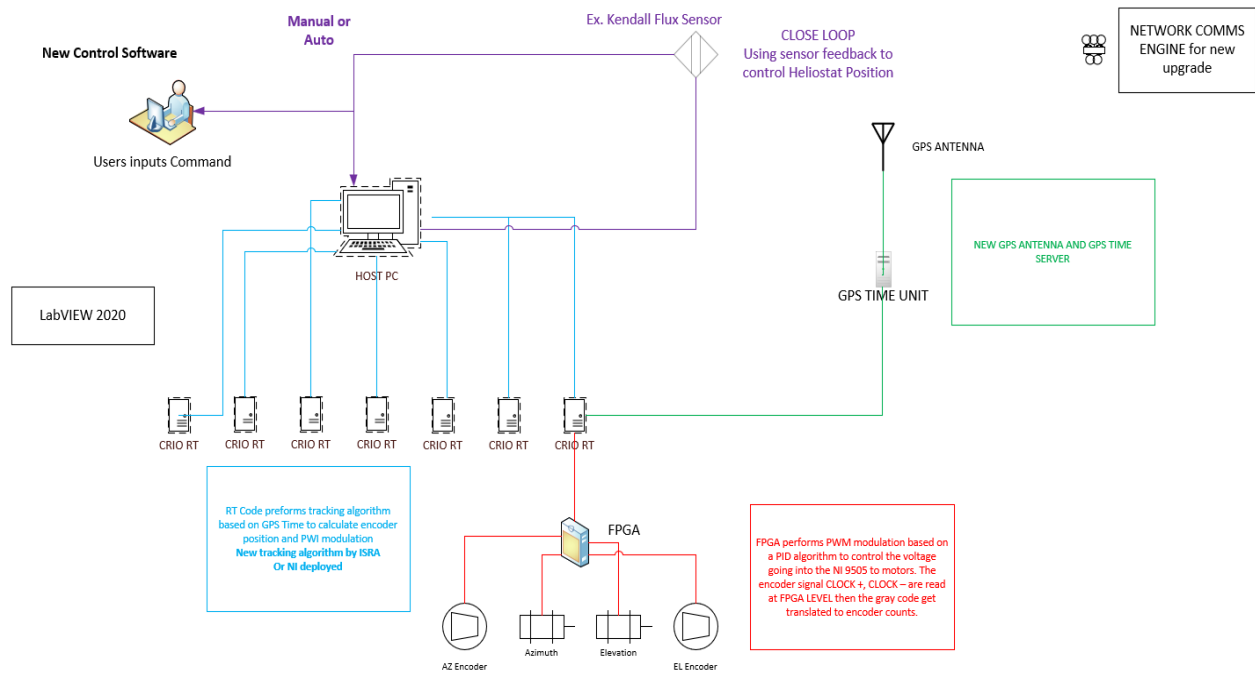 Manual or
Auto
Ex. Kendall Flux Sensor
New Control Software
CLOSE LOOP
Using sensor feedback to
control Heliostat Position
NETWORK COMMS
ENGINE for new
upgrade
Users inputs Command
GPS ANTENNA
HOST PC
NEW GPS ANTENNA AND GPS TIME
SERVER
GPS TIME UNIT
LabVIEW 2020
CRIO RT
CRIO RT
CRIO RT
CRIO RT
CRIO RT
CRIO RT
CRIO RT
RT Code preforms tracking algorithm
based on GPS Time to calculate encoder
position and PWI modulation
New tracking algorithm by ISRA
Or NI deployed
FPGA
FPGA performs PWM modulation based on
a PID algorithm to control the voltage
going into the NI 9505 to motors. The
encoder signal CLOCK +, CLOCK – are read
at FPGA LEVEL then the gray code get
translated to encoder counts.
AZ Encoder
Azimuth
Elevation
EL Encoder